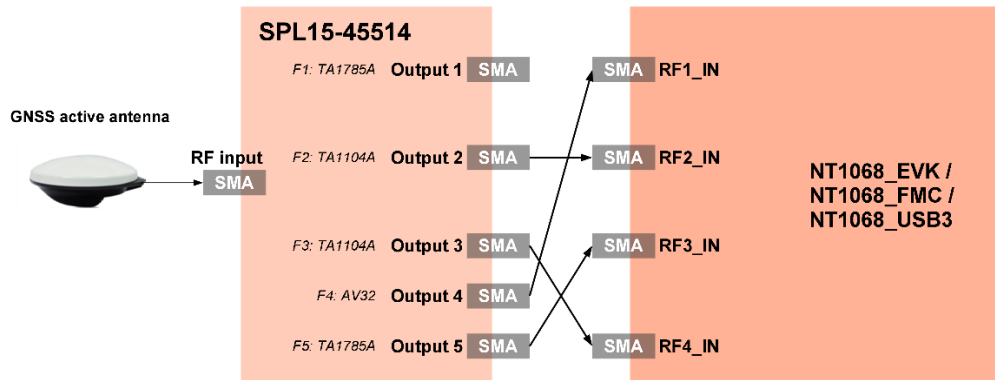 SPL15-45514
F1: TA1785A Output 1 SMA SMA RF1_IN
GNSS active antenna
RF input
SMA
F2: TA1104A Output 2 SMA SMA RF2_IN
NT1068_EVK /
NT1068_FMC /
NT1068_USB3
F3: TA1104A Output 3 SMA SMA RF3_IN
F4: AV32 Output 4 SMA
F5: TA1785A Output 5 SMA SMA RF4_IN